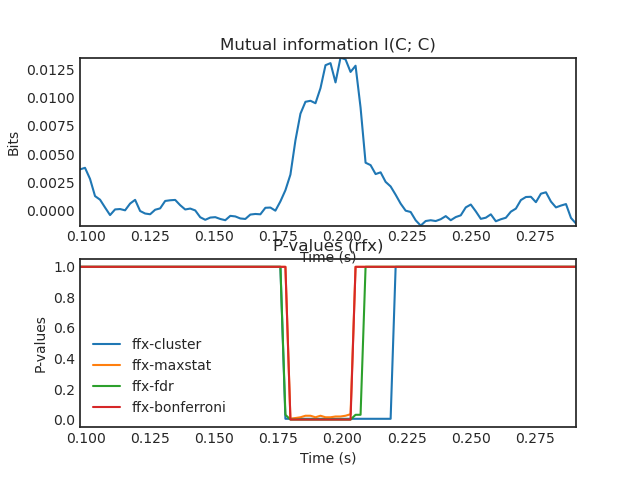 Mutual information I(C; C)
0.0125
0.0100
0.0075
0.0050
0.0025
0.0000
Bits
0.100 0.125 0.150 0.175 0.200 0.225 0.250 0.275
Time (s)
P-values (rfx)
1.0
0.8
0.6
0.4
0.2
0.0
P-values
ffx-cluster
ffx-maxstat
ffx-fdr
ffx-bonferroni
0.100 0.125 0.150 0.175 0.200 0.225 0.250 0.275
Time (s)